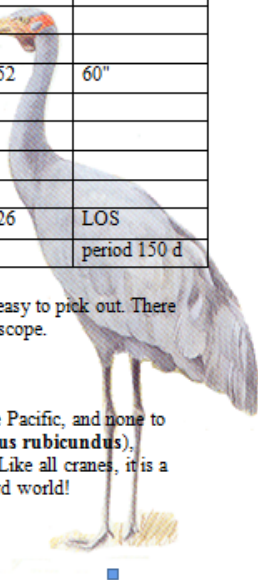 52 60"
26 LOS
period 150 d
easy to pick out. There
scope.
e Pacific, and none to
us rubicundus),
Like all cranes, it is a
rd world!